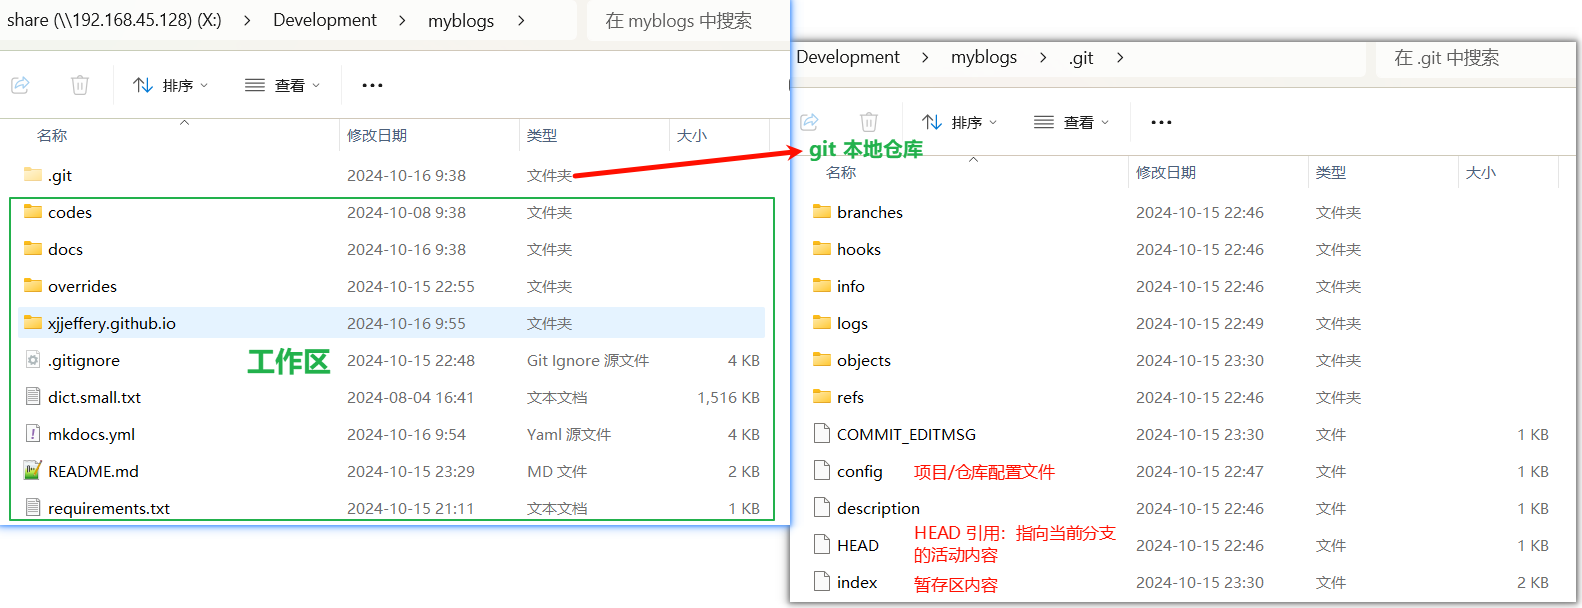 share (\\192.168.45.128) (X:) > Development > myblogs >
在 myblogs 中搜索
排序 查看 •••
名称 修改日期 类型 大小
.git 2024-10-16 9:38 文件夹
codes 2024-10-08 9:38 文件夹
docs 2024-10-16 9:38 文件夹
overrides 2024-10-15 22:55 文件夹
xjjeffery.github.io 2024-10-16 9:55 文件夹
工作区
.gitignore 2024-10-15 22:48 Git Ignore 源文件 4 KB
dict.small.txt 2024-08-04 16:41 文本文档 1,516 KB
mkdocs.yml 2024-10-16 9:54 Yaml 源文件 4 KB
README.md 2024-10-15 23:29 MD 文件 2 KB
requirements.txt 2024-10-15 21:11 文本文档 1 KB
Development > myblogs > .git >
在 .git 中搜索
排序 查看 •••
git 本地仓库
名称 修改日期 类型 大小
branches 2024-10-15 22:46 文件夹
hooks 2024-10-15 22:46 文件夹
info 2024-10-15 22:46 文件夹
logs 2024-10-15 22:49 文件夹
objects 2024-10-15 23:30 文件夹
refs 2024-10-15 22:46 文件夹
COMMIT_EDITMSG 2024-10-15 23:30 文件 1 KB
config 项目/仓库配置文件 2024-10-15 22:47 文件 1 KB
description 2024-10-15 22:46 文件 1 KB
HEAD 引用：指向当前分支
的活动内容
HEAD 2024-10-15 22:46 文件 1 KB
index 暂存区内容 2024-10-15 23:30 文件 2 KB